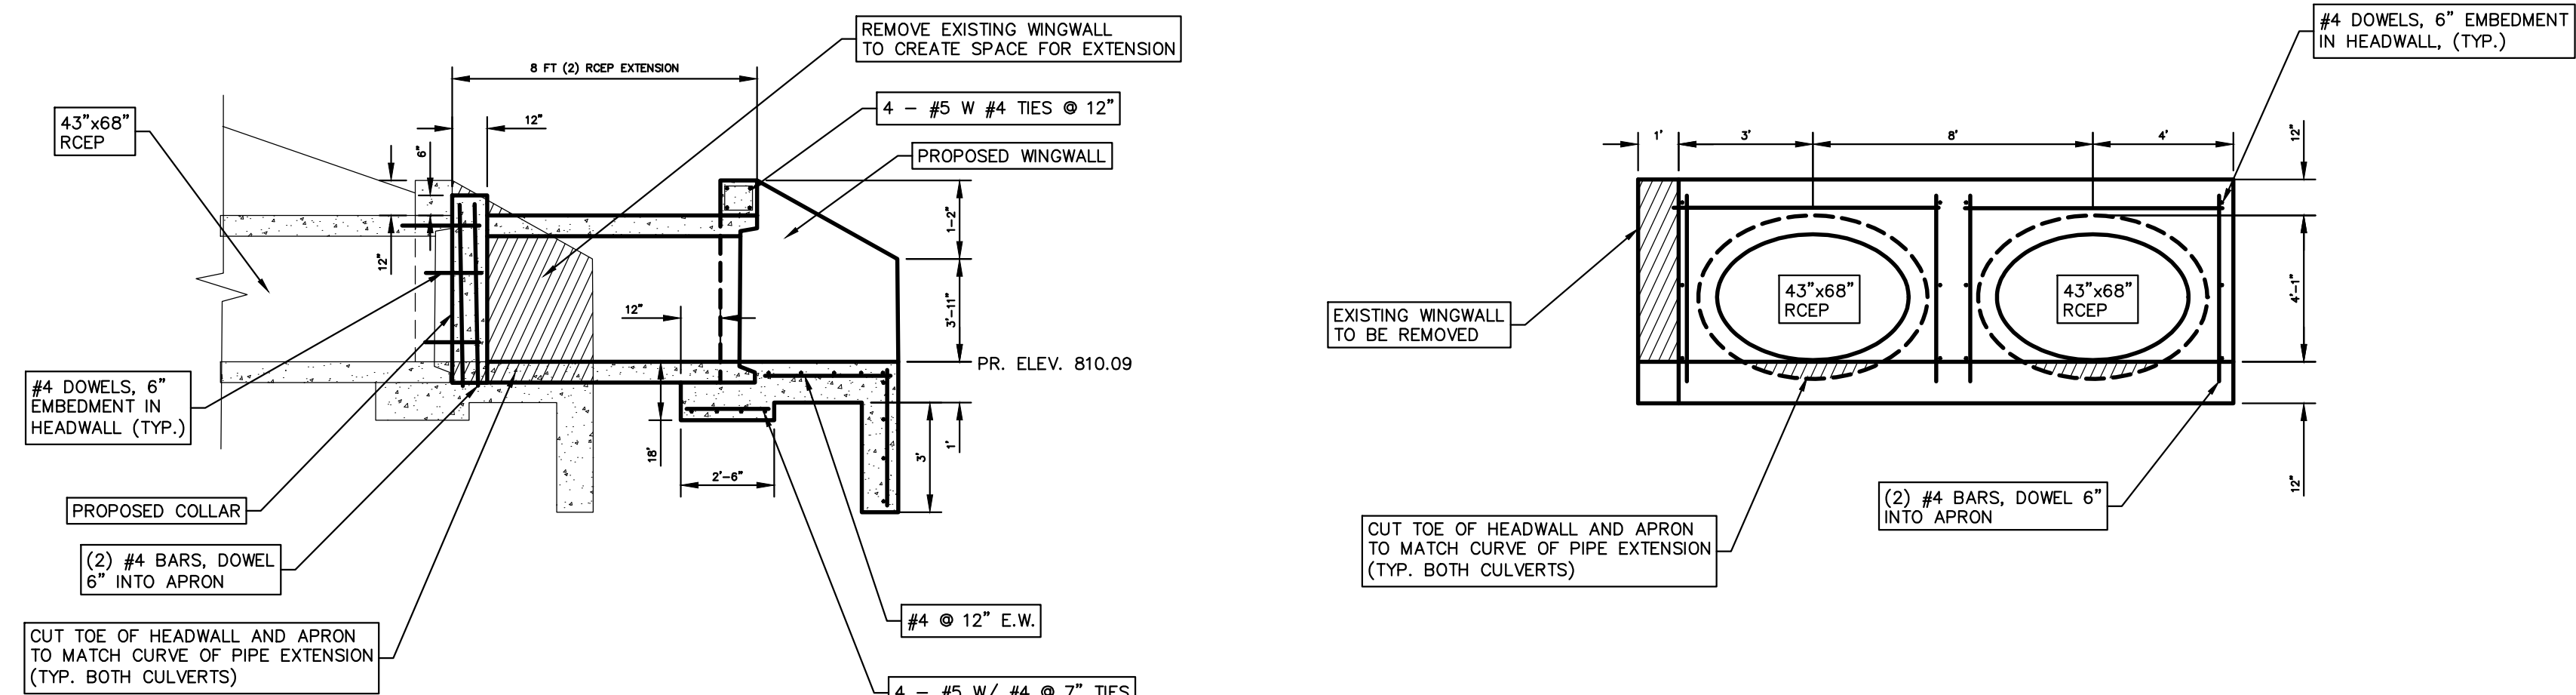 REMOVE EXISTING WINGWALL
TO CREATE SPACE FOR EXTENSION
8 FT (2) RCEP EXTENSION
4 - #5 W #4 TIES @ 12"
43"x68"
RCEP
12"
6"
PROPOSED WINGWALL
12"
1-2"
12"
3'-11"
PR. ELEV. 810.09
#4 DOWELS, 6"
EMBEDMENT IN
HEADWALL (TYP.)
18'
2'-6"
3'
1'
PROPOSED COLLAR
(2) #4 BARS, DOWEL
6" INTO APRON
#4 @ 12" E.W.
CUT TOE OF HEADWALL AND APRON
TO MATCH CURVE OF PIPE EXTENSION
(TYP. BOTH CULVERTS)
4 - #5 W/ #4 @ 7" TIES
#4 DOWELS, 6" EMBEDMENT
IN HEADWALL, (TYP.)
1'
3'
8'
4'
12"
43"x68"
RCEP
43"x68"
RCEP
4'-1"
EXISTING WINGWALL
TO BE REMOVED
12"
(2) #4 BARS, DOWEL 6"
INTO APRON
CUT TOE OF HEADWALL AND APRON
TO MATCH CURVE OF PIPE EXTENSION
(TYP. BOTH CULVERTS)